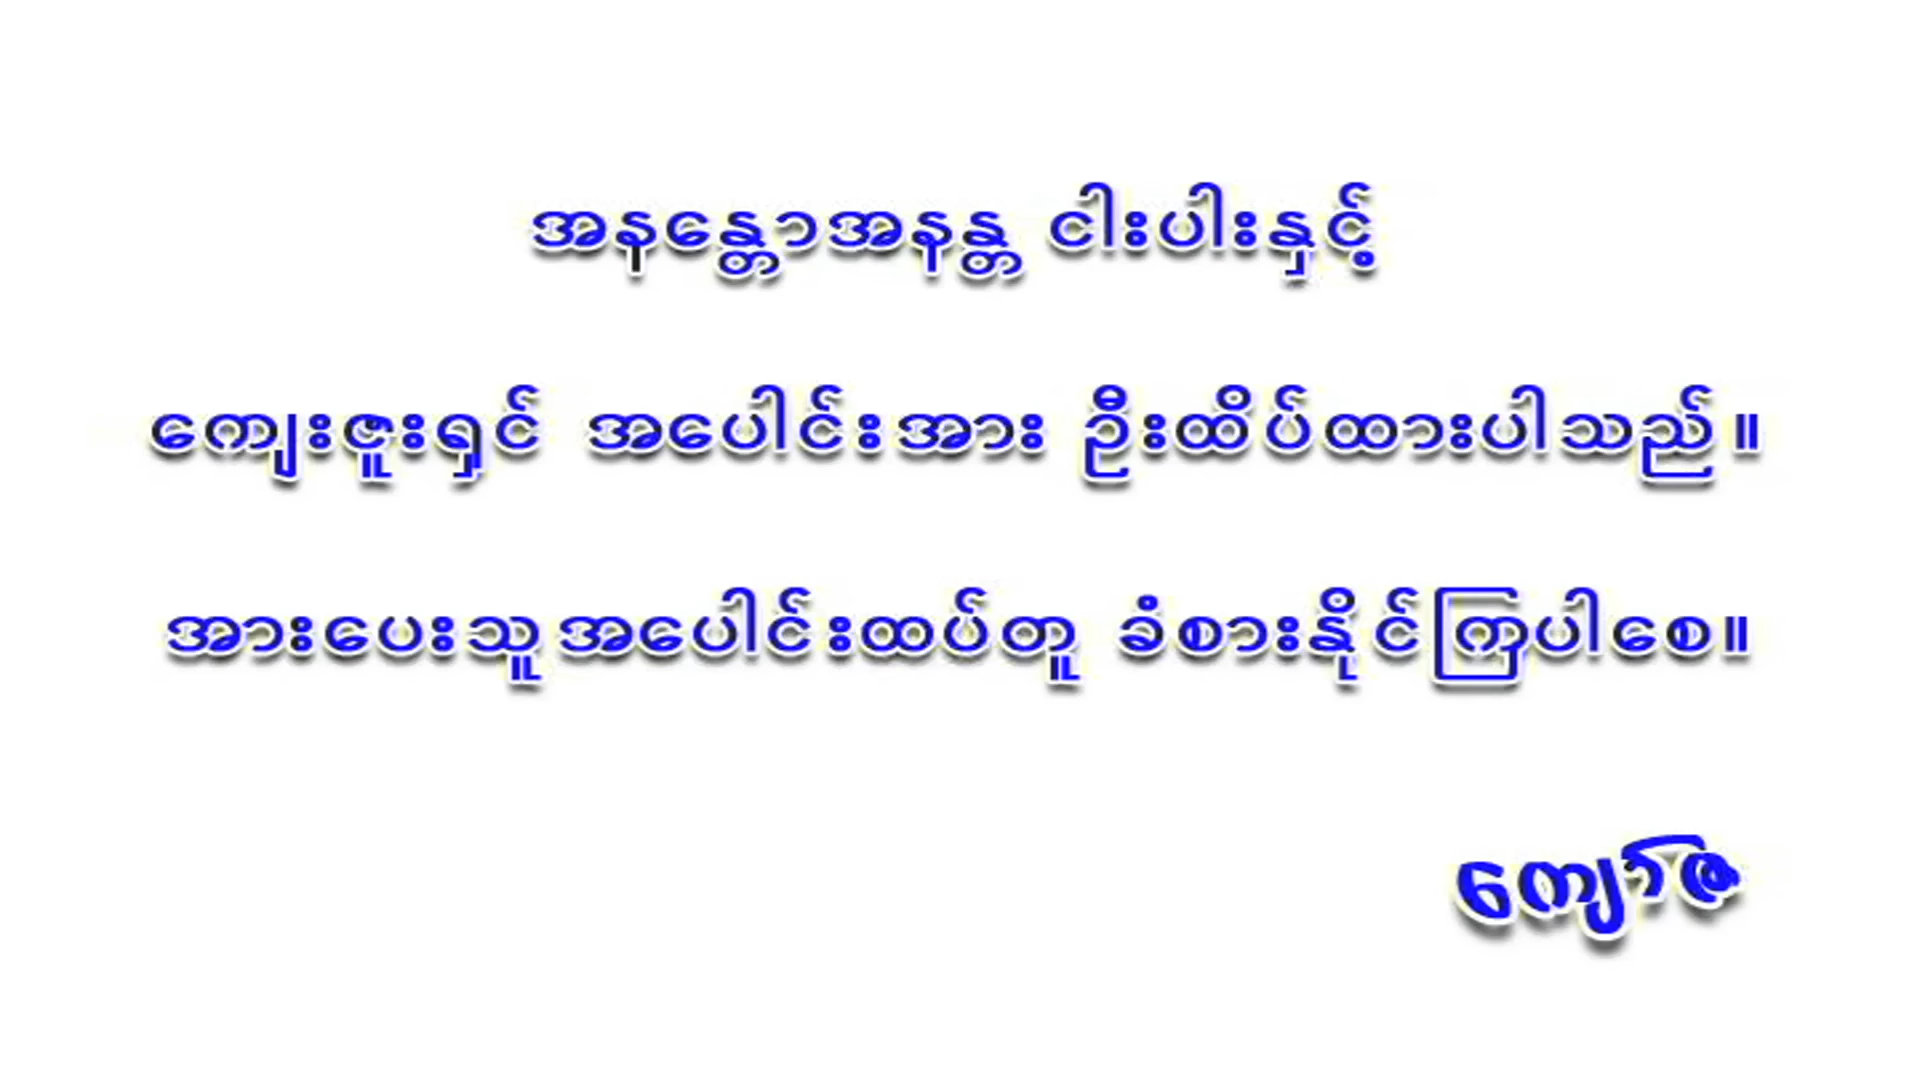 အနန္တောအနန္တ ငါးပါးနှင့်
ကျေးဇူးရှင် အပေါင်းအား ဦးထိပ်ထားပါသည်။
အားပေးသူအပေါင်းထပ်တူ ခံစားနိုင်ကြပါစေ။
ကျော်ဇ